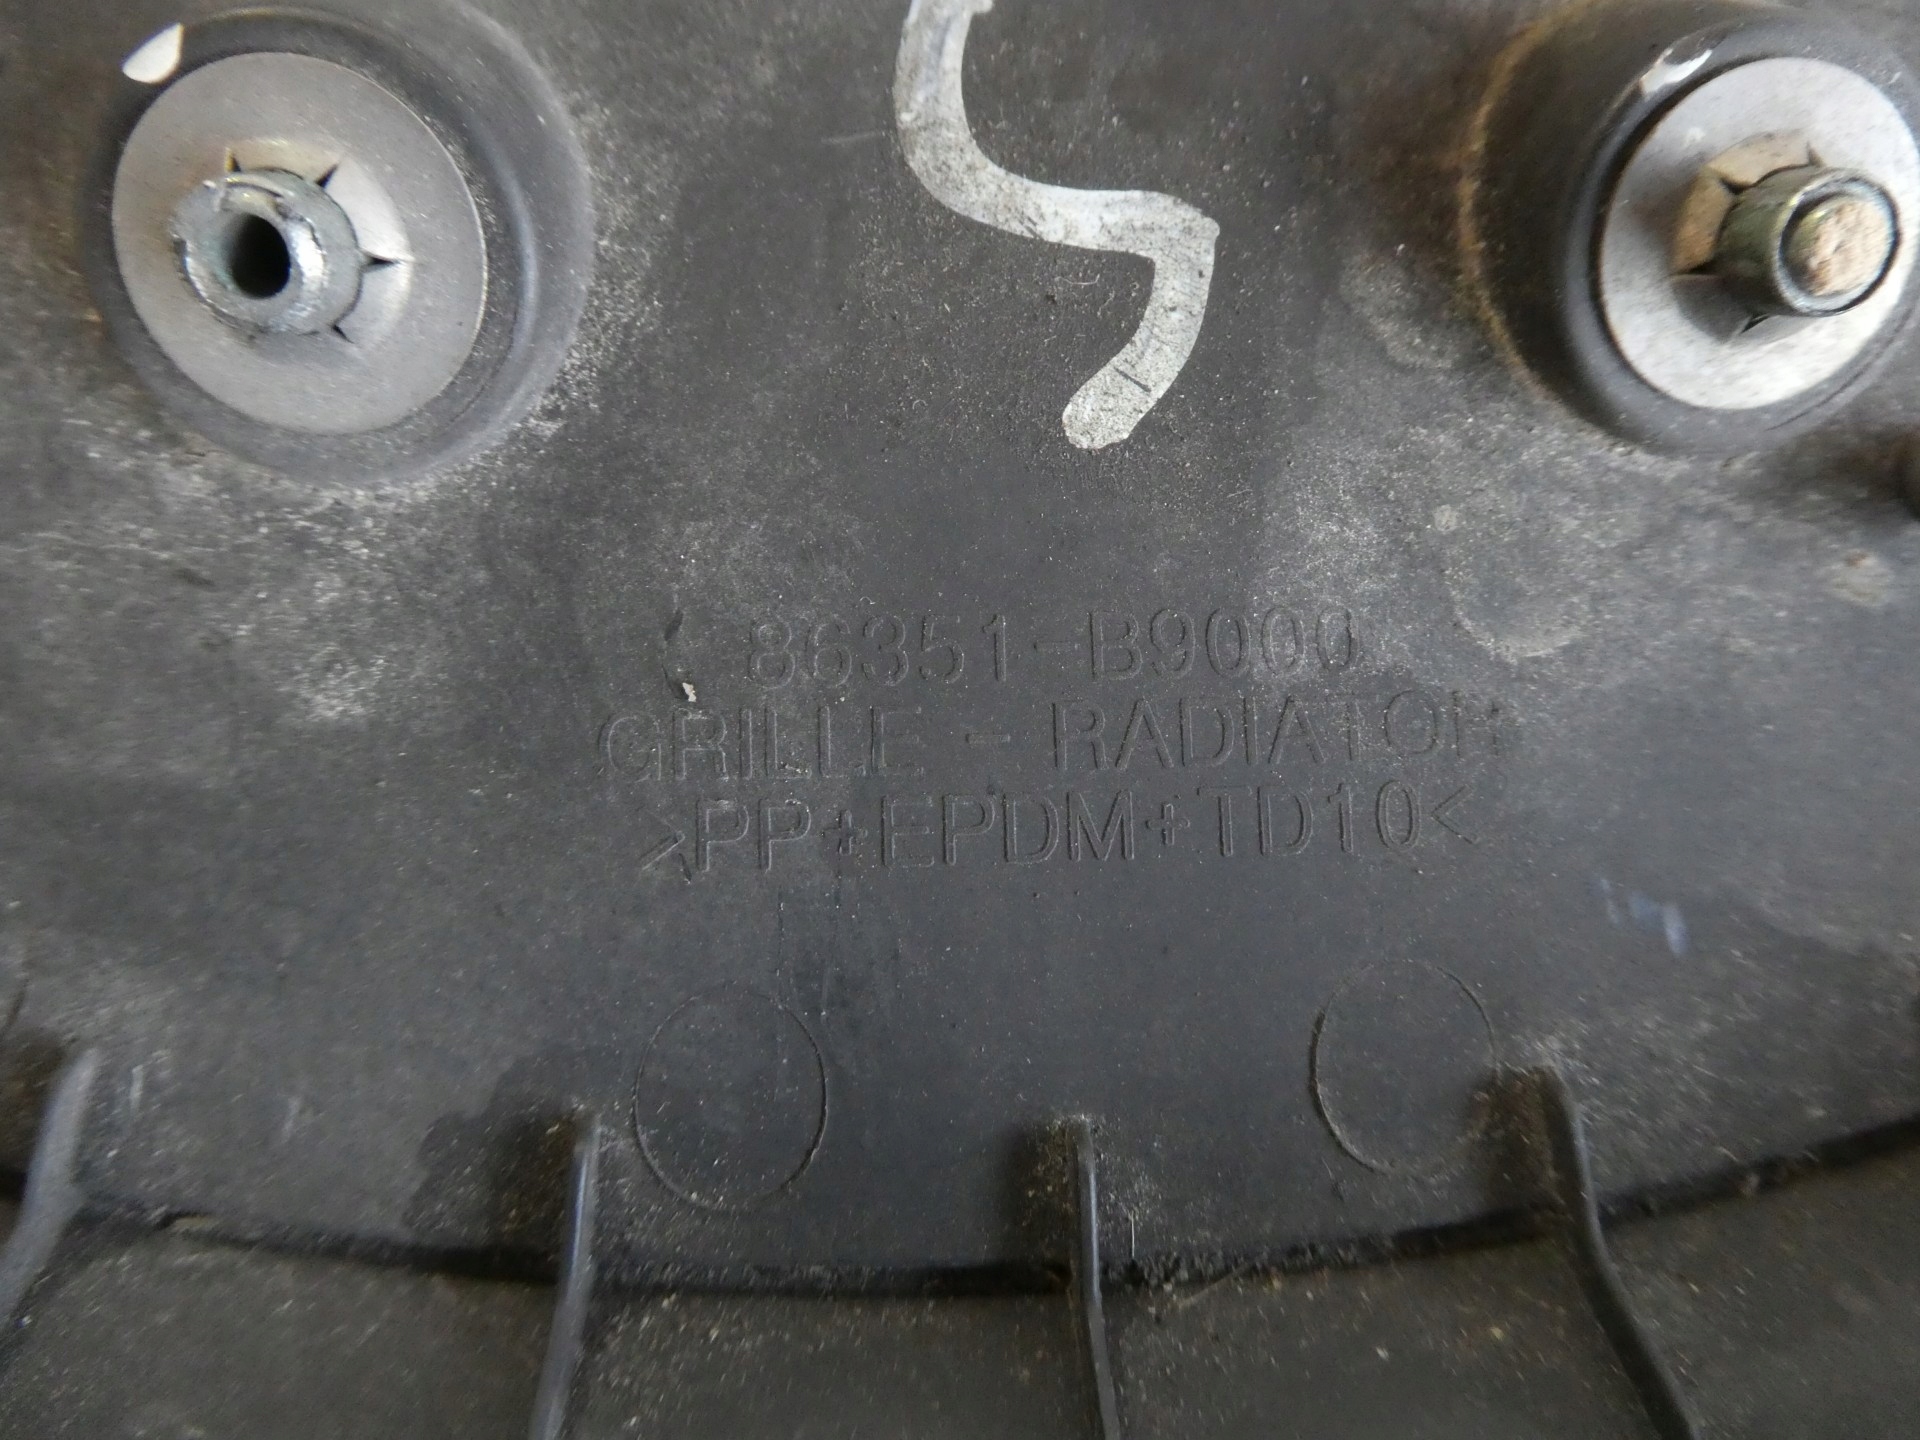 86351-B9000
GRILLE - RADIATOR
>PP+EPDM+TD10<